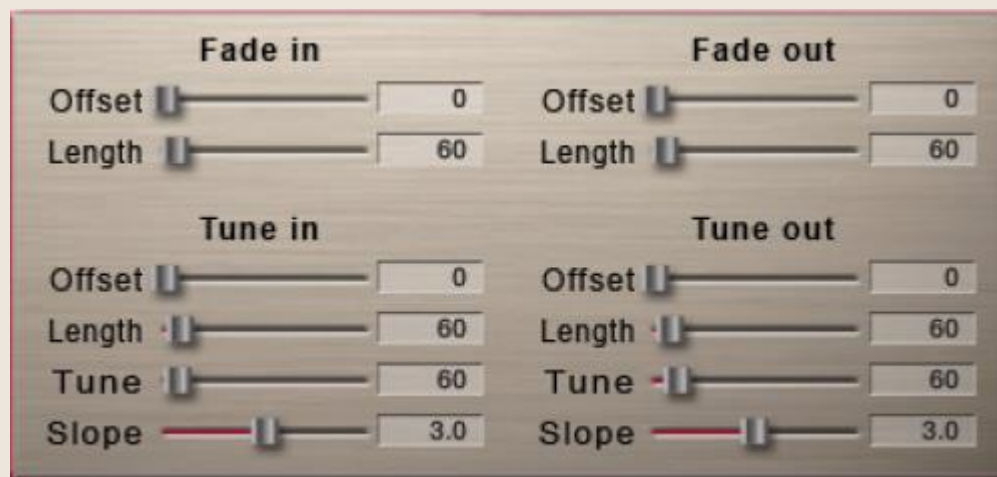 Fade in Fade out
Offset 0 Offset 0
Length 60 Length 60
Tune in Tune out
Offset 0 Offset 0
Length 60 Length 60
Tune 60 Tune 60
Slope 3.0 Slope 3.0